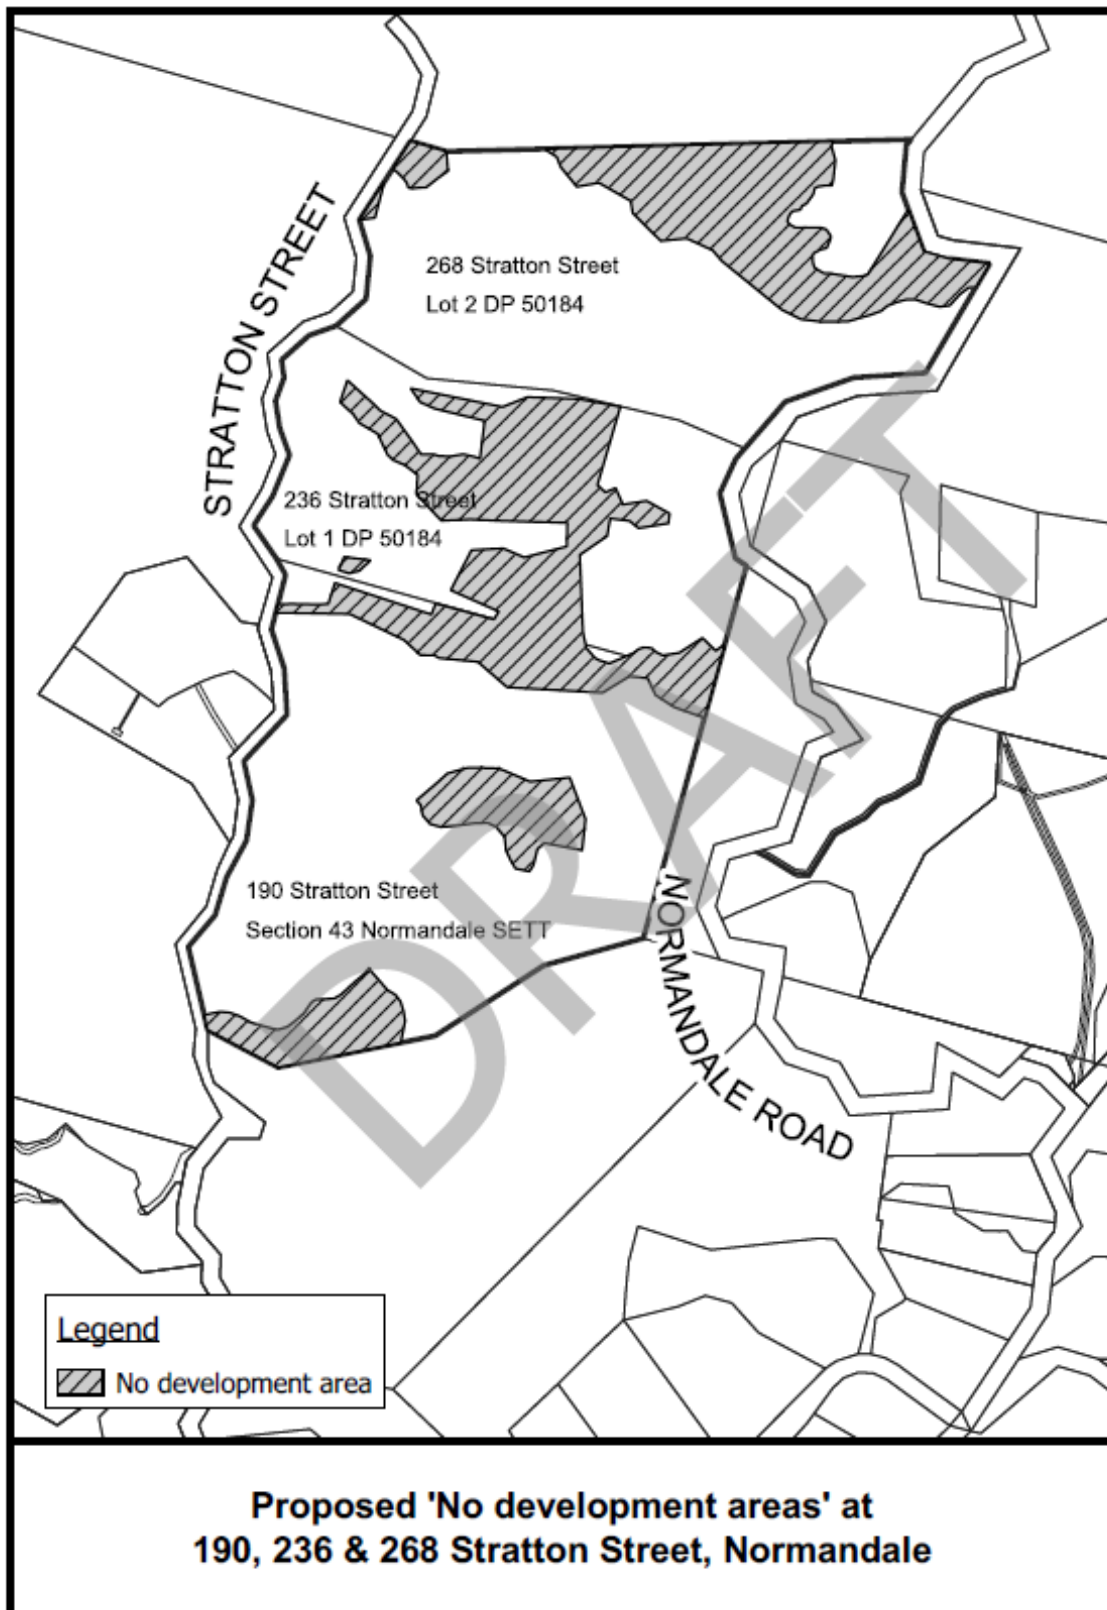 STRATTON STREET
268 Stratton Street
Lot 2 DP 50184
236 Stratton Street
Lot 1 DP 50184
190 Stratton Street
Section 43 Normandale SETT
NORMANDALE ROAD
DRAFT
Legend
No development area
Proposed 'No development areas' at
190, 236 & 268 Stratton Street, Normandale